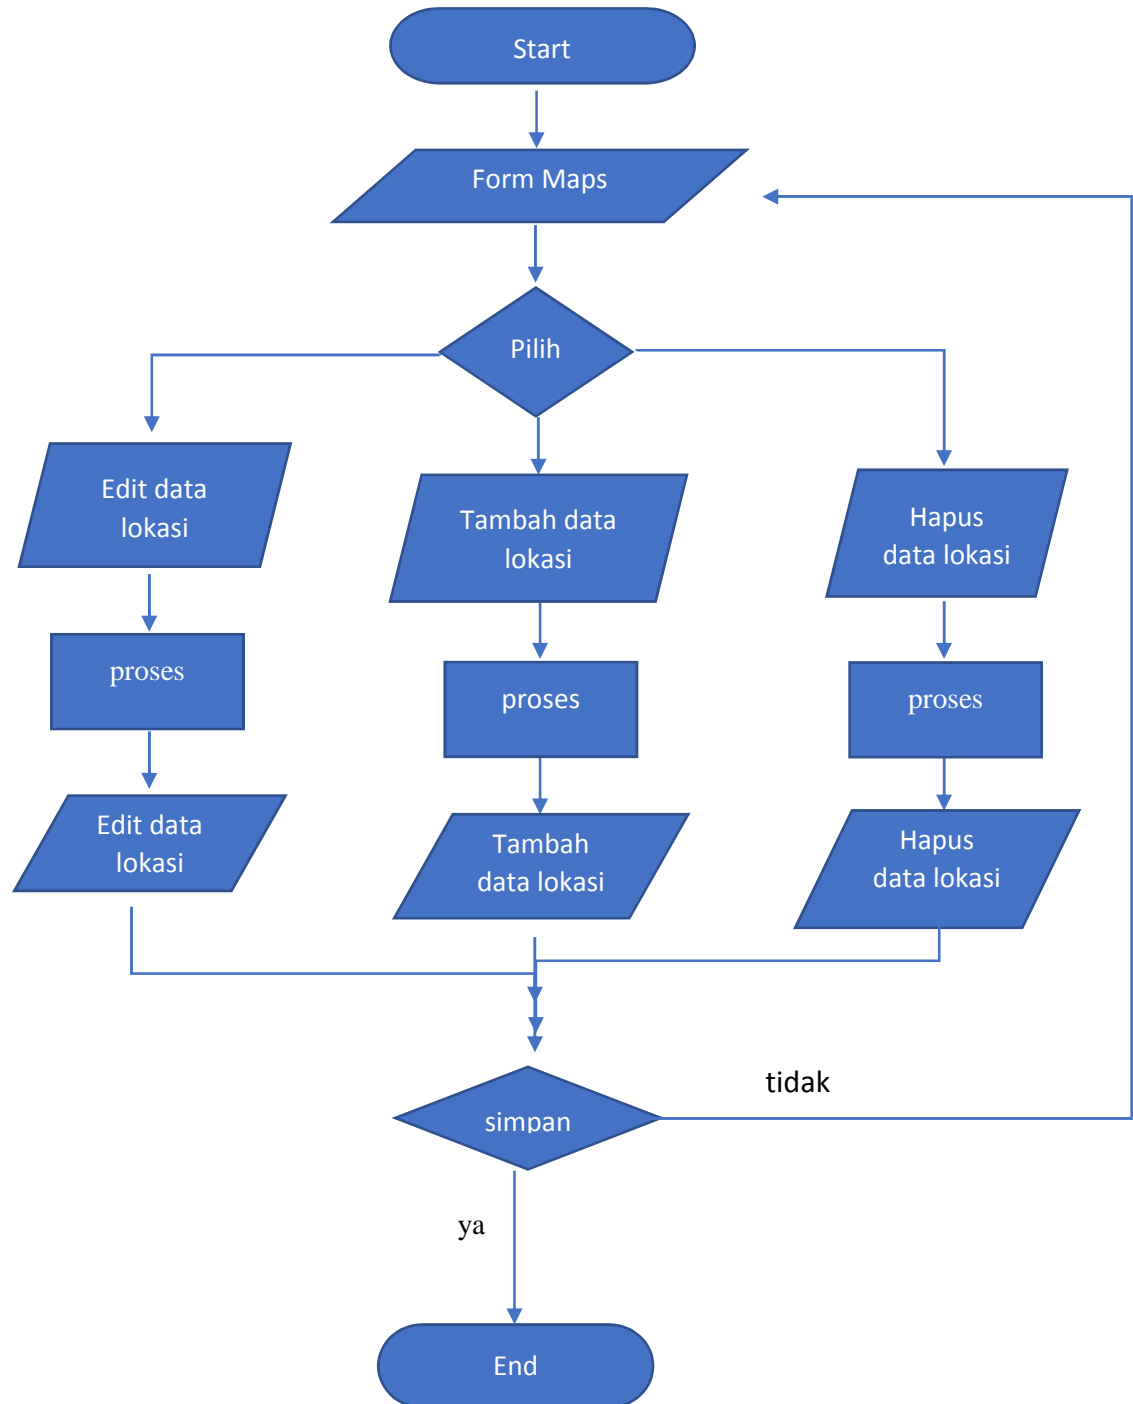 Start
Form Maps
Pilih
Edit data
lokasi
Tambah data
lokasi
Hapus
data lokasi
proses
proses
proses
Edit data
lokasi
Tambah
data lokasi
Hapus
data lokasi
tidak
simpan
ya
End